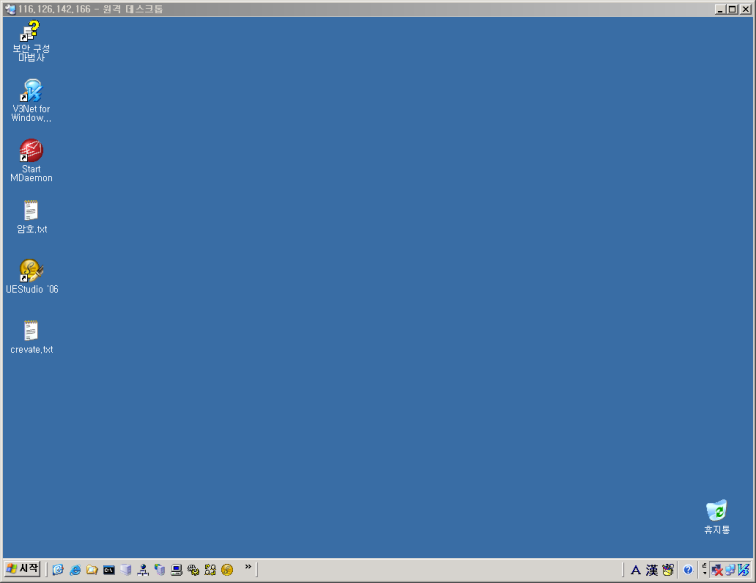 116,126,142,166 - 원격 데스크톱
보안 구성
마법사
V3Net for
Window,,,
Start
MDaemon
암호,txt
UEStudio '06
crevate,txt
휴지통
시작
»
A 漢